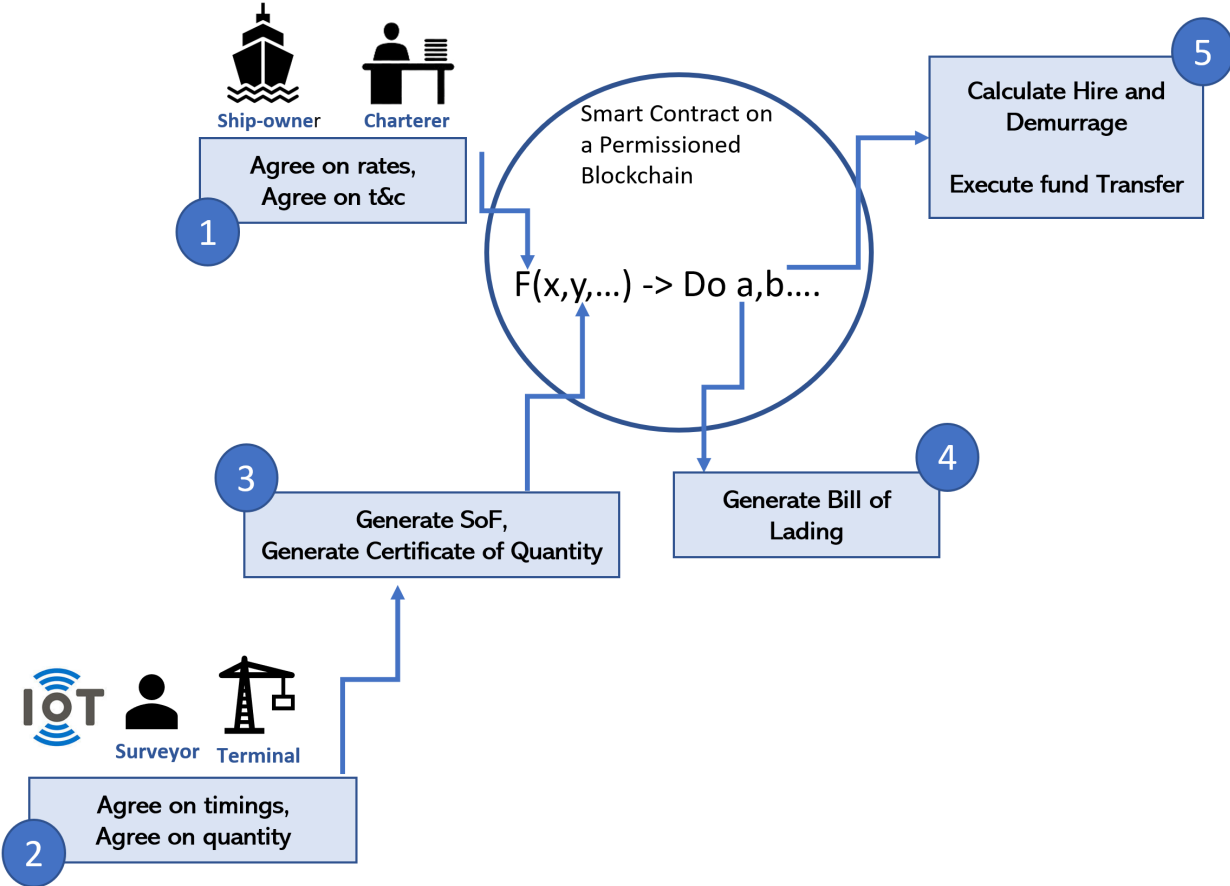 Ship-owner
Charterer
Agree on rates,
Agree on t&c
1
Smart Contract on
a Permissioned
Blockchain
F(x,y,...) -> Do a,b....
5
Calculate Hire and
Demurrage
Execute fund Transfer
3
Generate SoF,
Generate Certificate of Quantity
4
Generate Bill of
Lading
IoT
Surveyor
Terminal
Agree on timings,
Agree on quantity
2